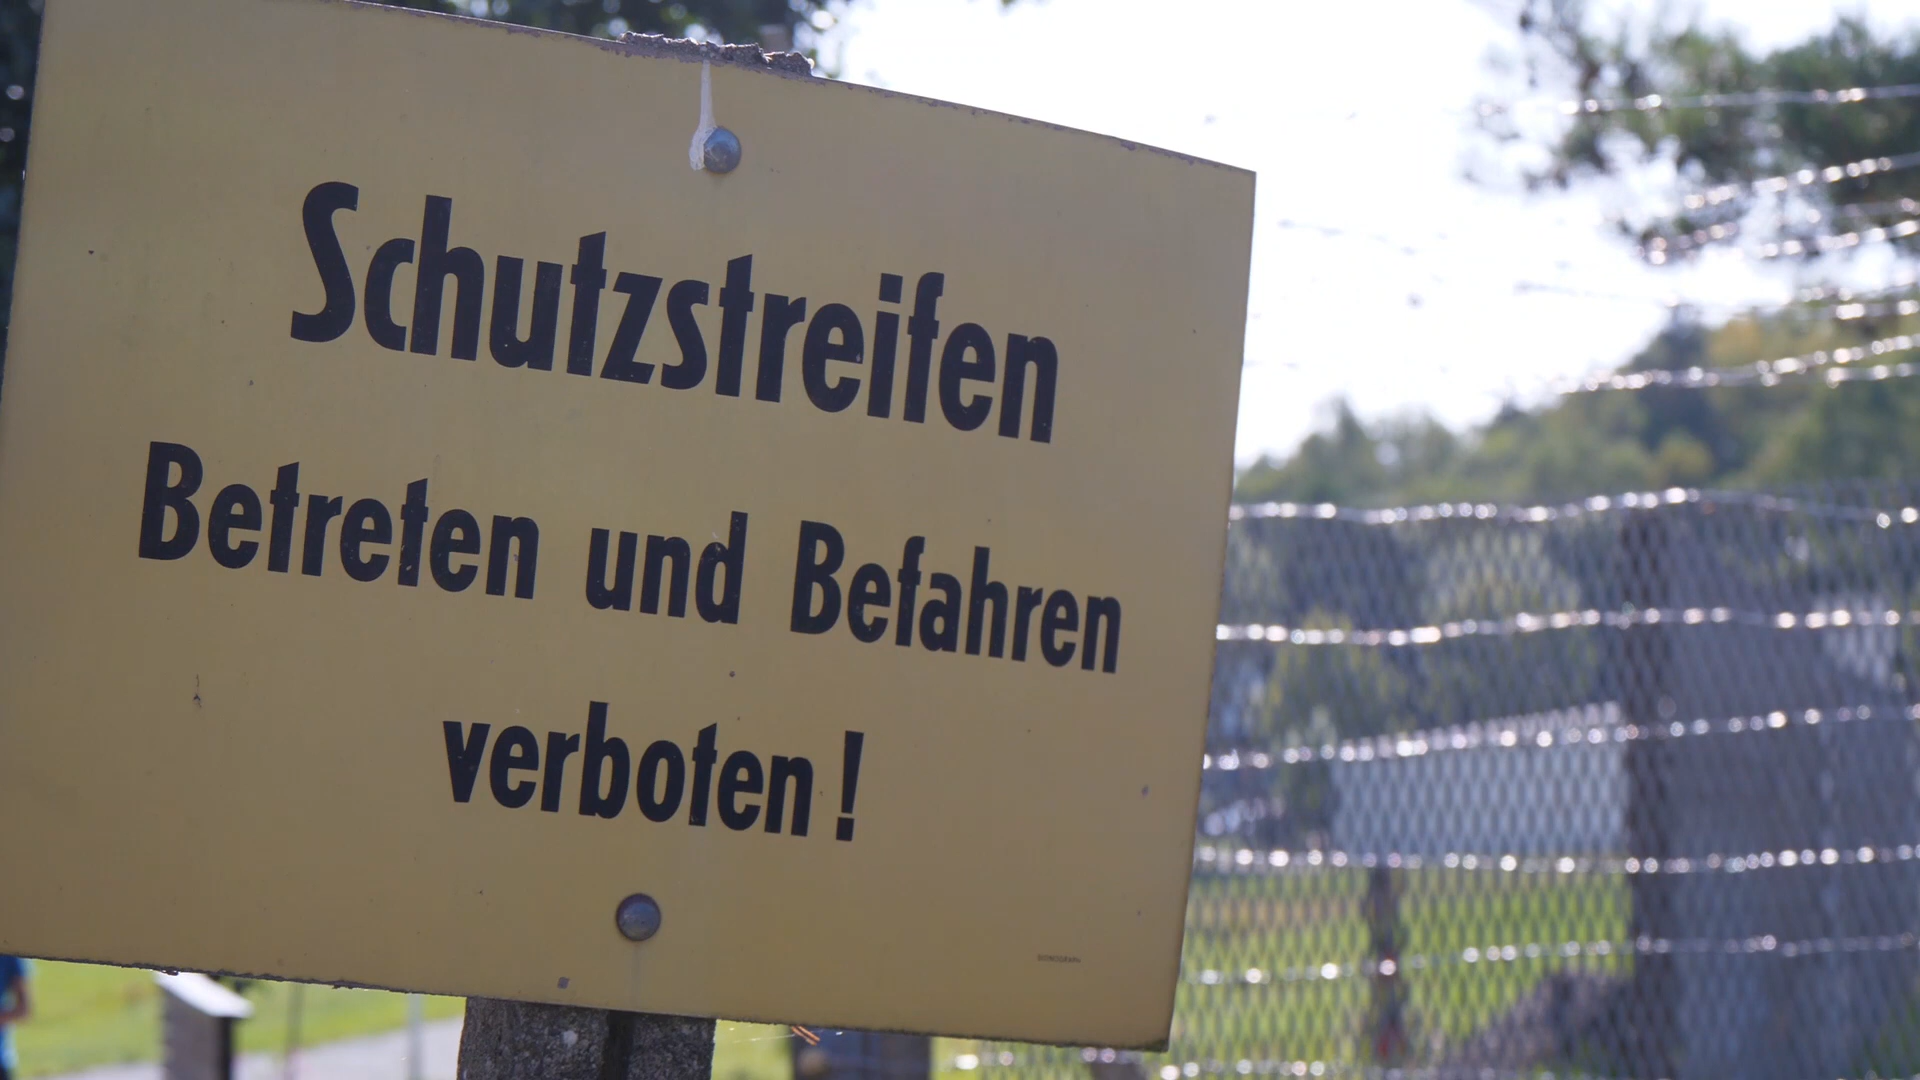 Schutzstreifen
Betreten und Befahren
verboten!